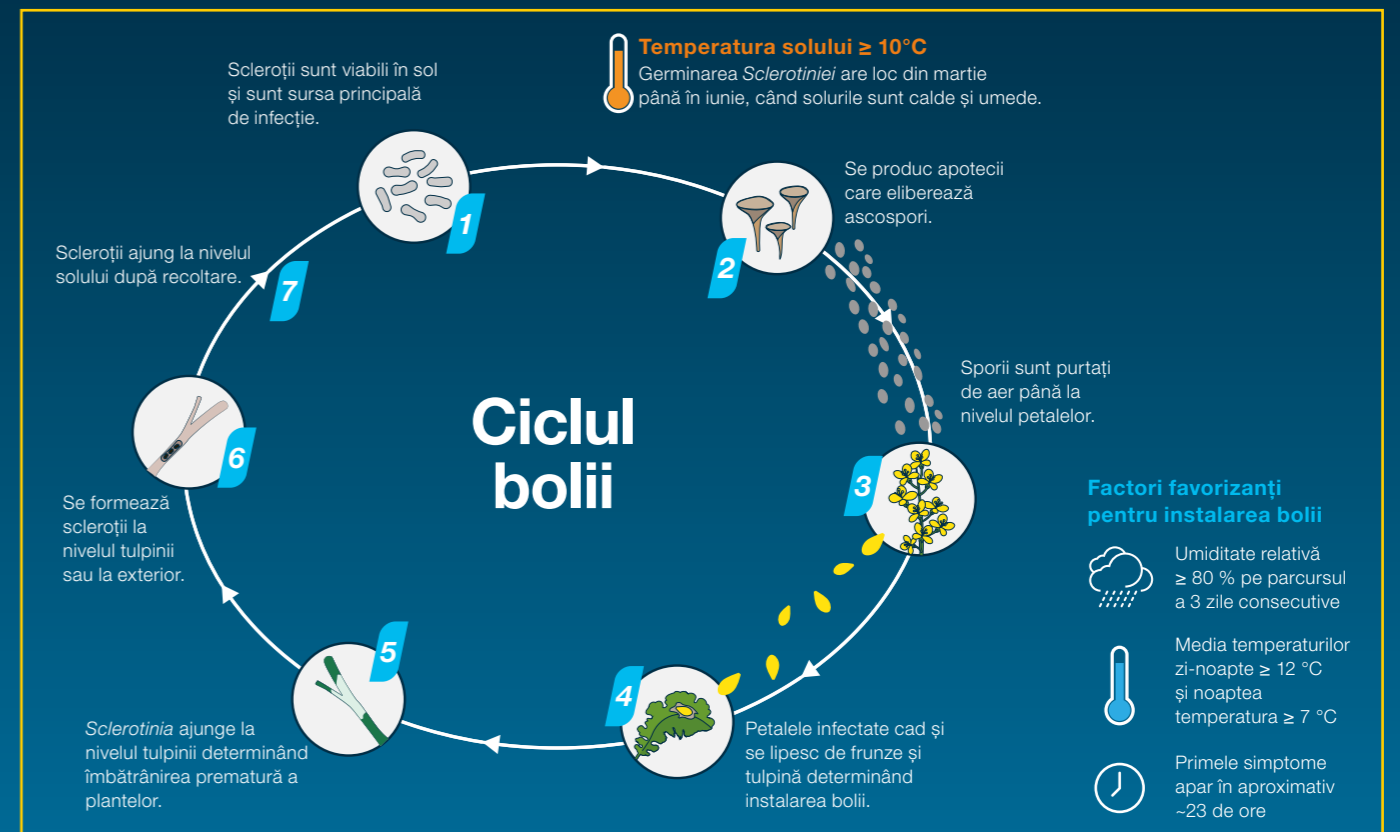 Temperatura solului ≥ 10°C
Germinarea Sclerotiniei are loc din martie
până în iunie, când solurile sunt calde și umede.
Scleroții sunt viabili în sol
și sunt sursa principală
de infecție.
1
Se produc apotecii
care eliberează
ascospori.
2
Sporii sunt purtați
de aer până la
nivelul petalelor.
3
Petalele infectate cad și
se lipesc de frunze și
tulpină determinând
instalarea bolii.
4
Sclerotinia ajunge la
nivelul tulpinii determinând
îmbătrânirea prematură a
plantelor.
5
Se formează
scleroții la
nivelul tulpinii
sau la exterior.
6
Scleroții ajung la nivelul
solului după recoltare.
7
Ciclul
bolii
Factori favorizanți
pentru instalarea bolii
Umiditate relativă
≥ 80 % pe parcursul
a 3 zile consecutive
Media temperaturilor
zi-noapte ≥ 12 °C
și noaptea
temperatura ≥ 7 °C
Primele simptome
apar în aproximativ
~23 de ore